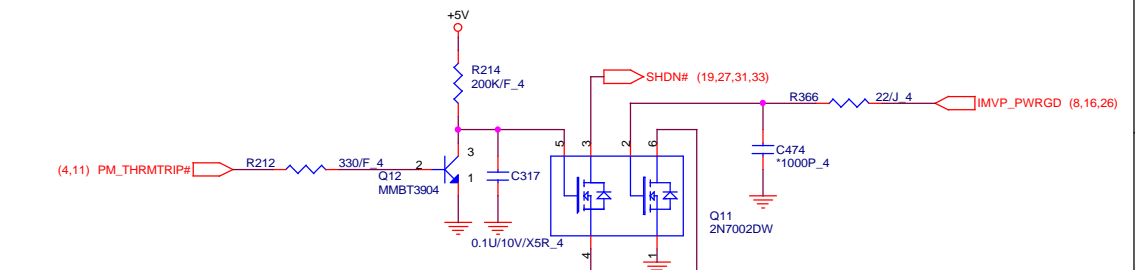 +5V
R214
200K/F_4
SHDN# (19,27,31,33)
R366 22/J_4
IMVP_PWRGD (8,16,26)
3
5
3
2
6
C474
*1000P_4
(4,11) PM_THRMTRIP#
R212 330/F_4
2
Q12
MMBT3904
1
C317
Q11
2N7002DW
0.1U/10V/X5R_4
4
1